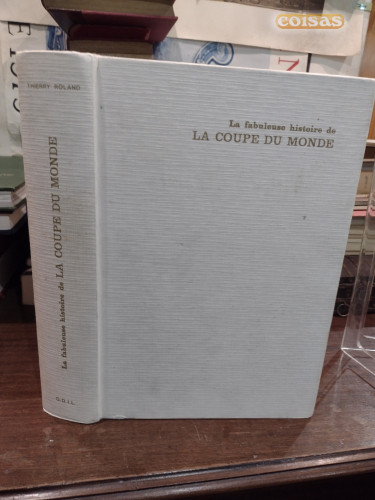 coisas
THIERRY ROLAND
La fabuleuse histoire de LA COUPE DU MONDE
O.D.I.L.
La fabuleuse histoire de
LA COUPE DU MONDE